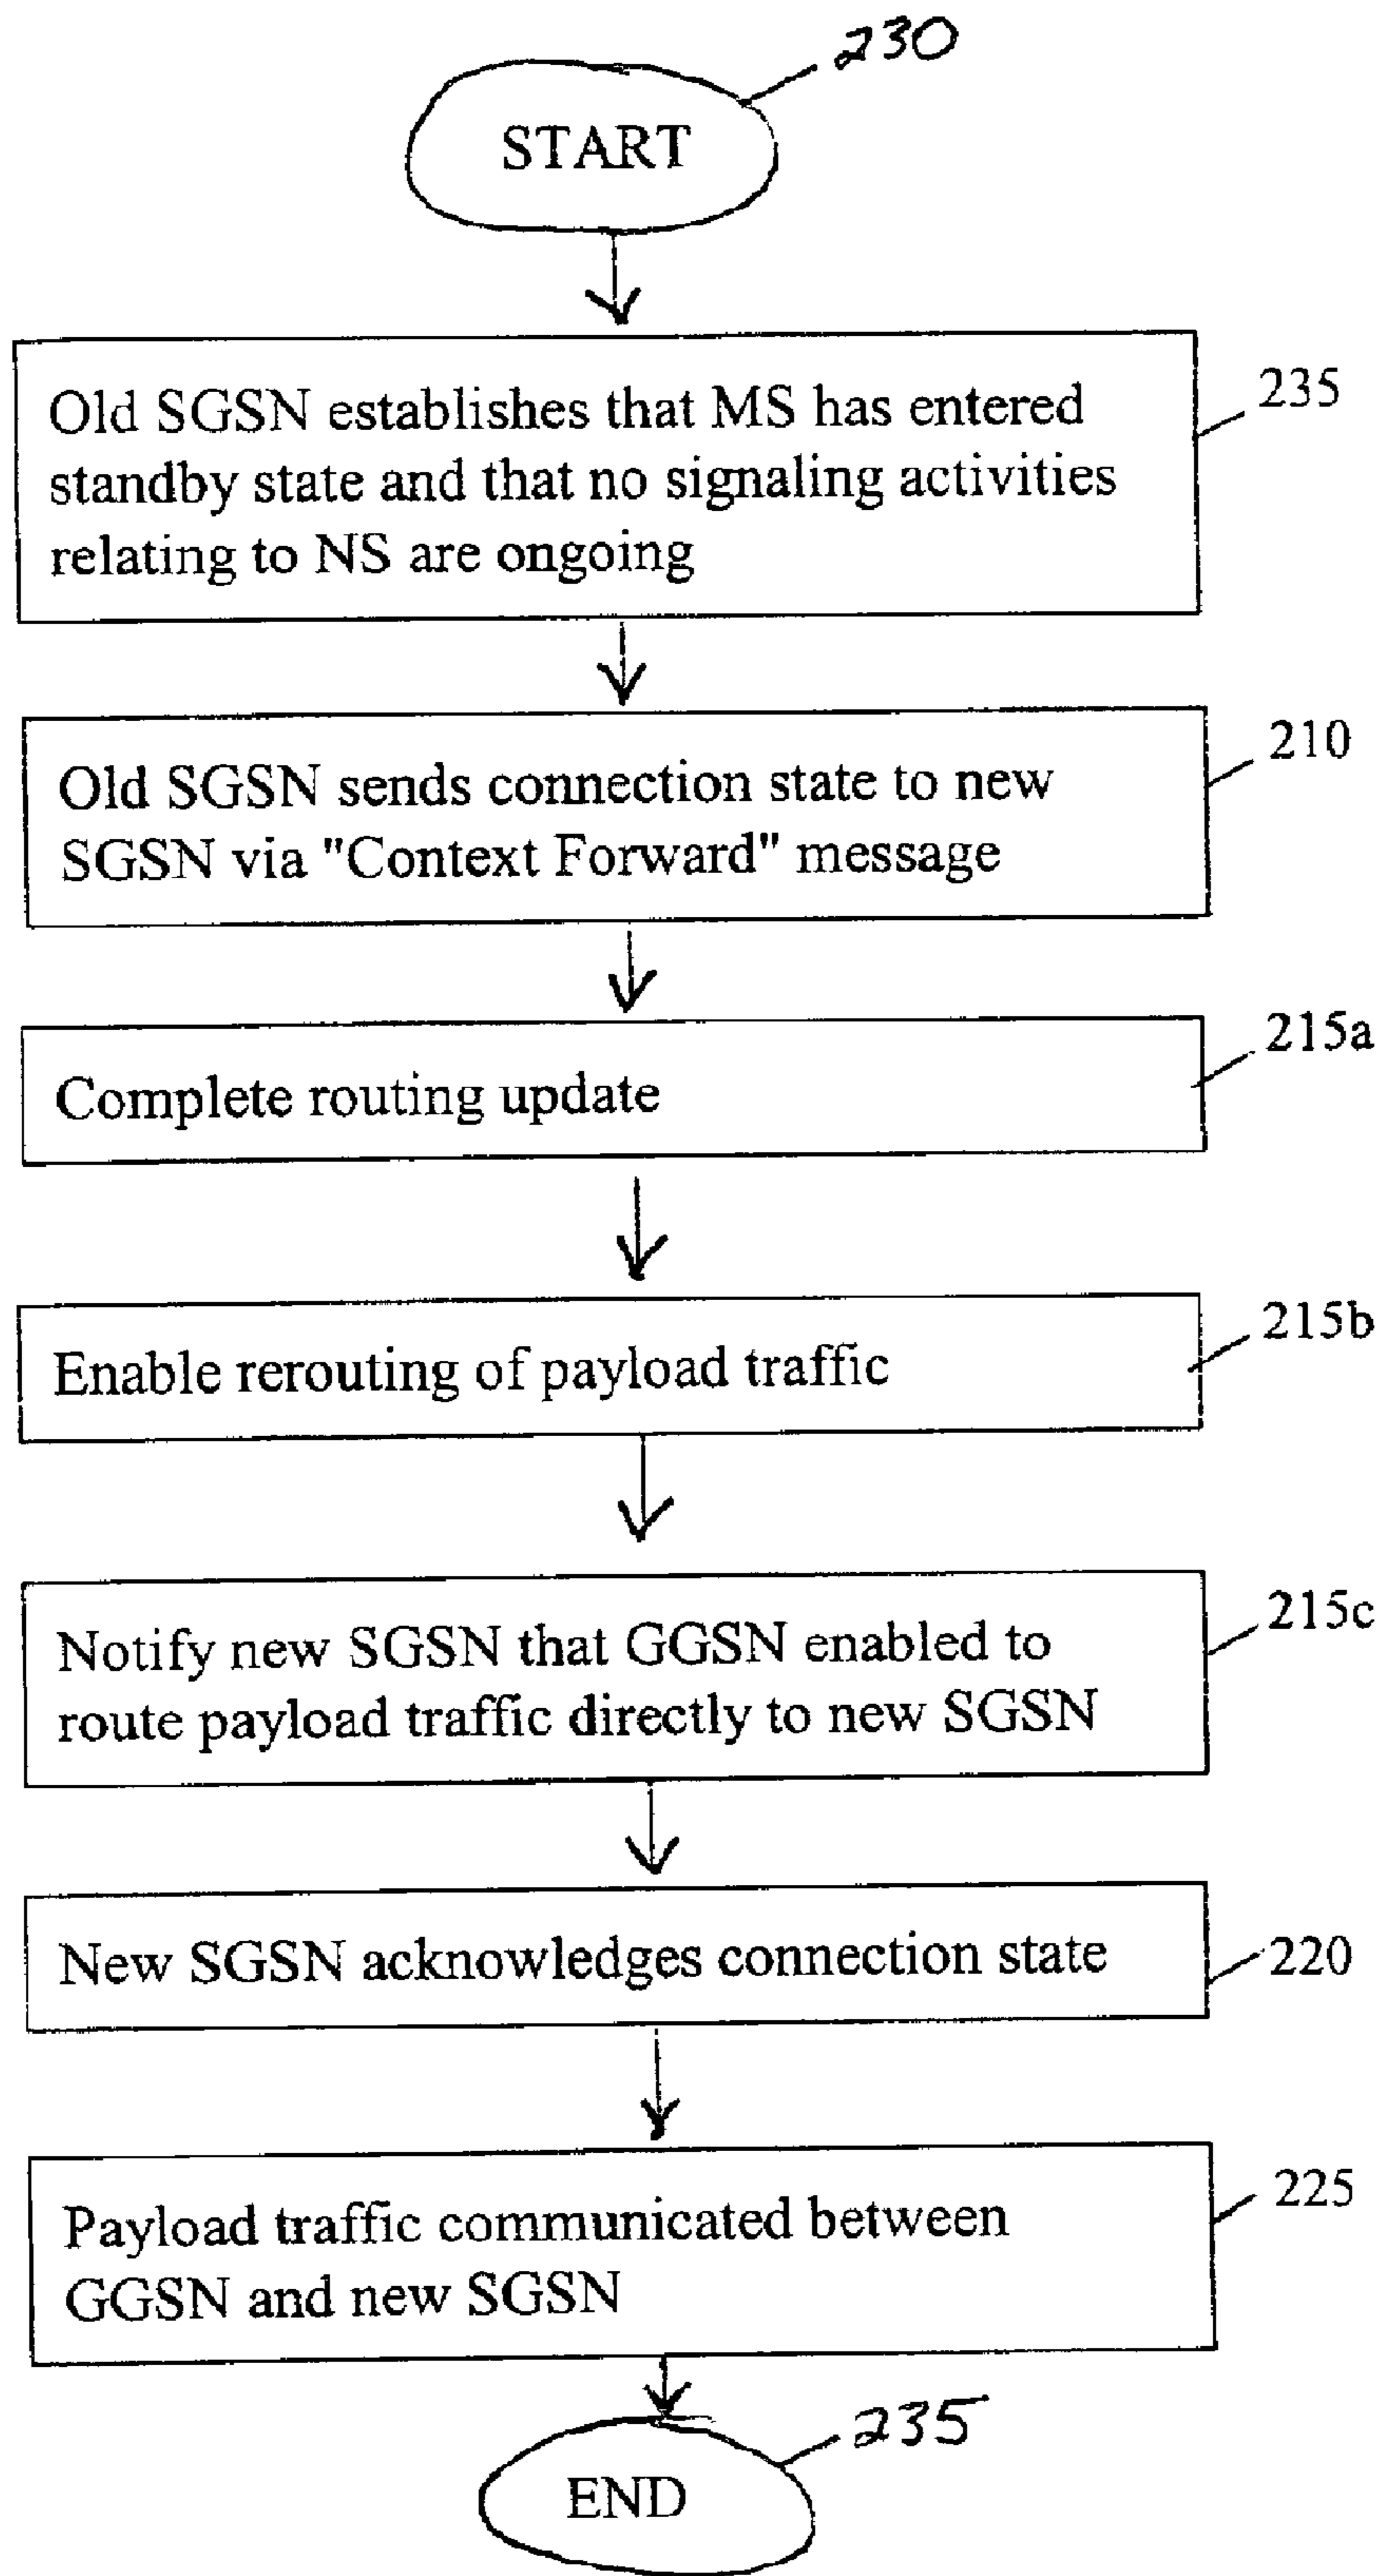 230
START
Old SGSN establishes that MS has entered
standby state and that no signaling activities
relating to NS are ongoing
235
Old SGSN sends connection state to new
SGSN via "Context Forward" message
210
Complete routing update
215a
Enable rerouting of payload traffic
215b
Notify new SGSN that GGSN enabled to
route payload traffic directly to new SGSN
215c
New SGSN acknowledges connection state
220
Payload traffic communicated between
GGSN and new SGSN
225
235
END